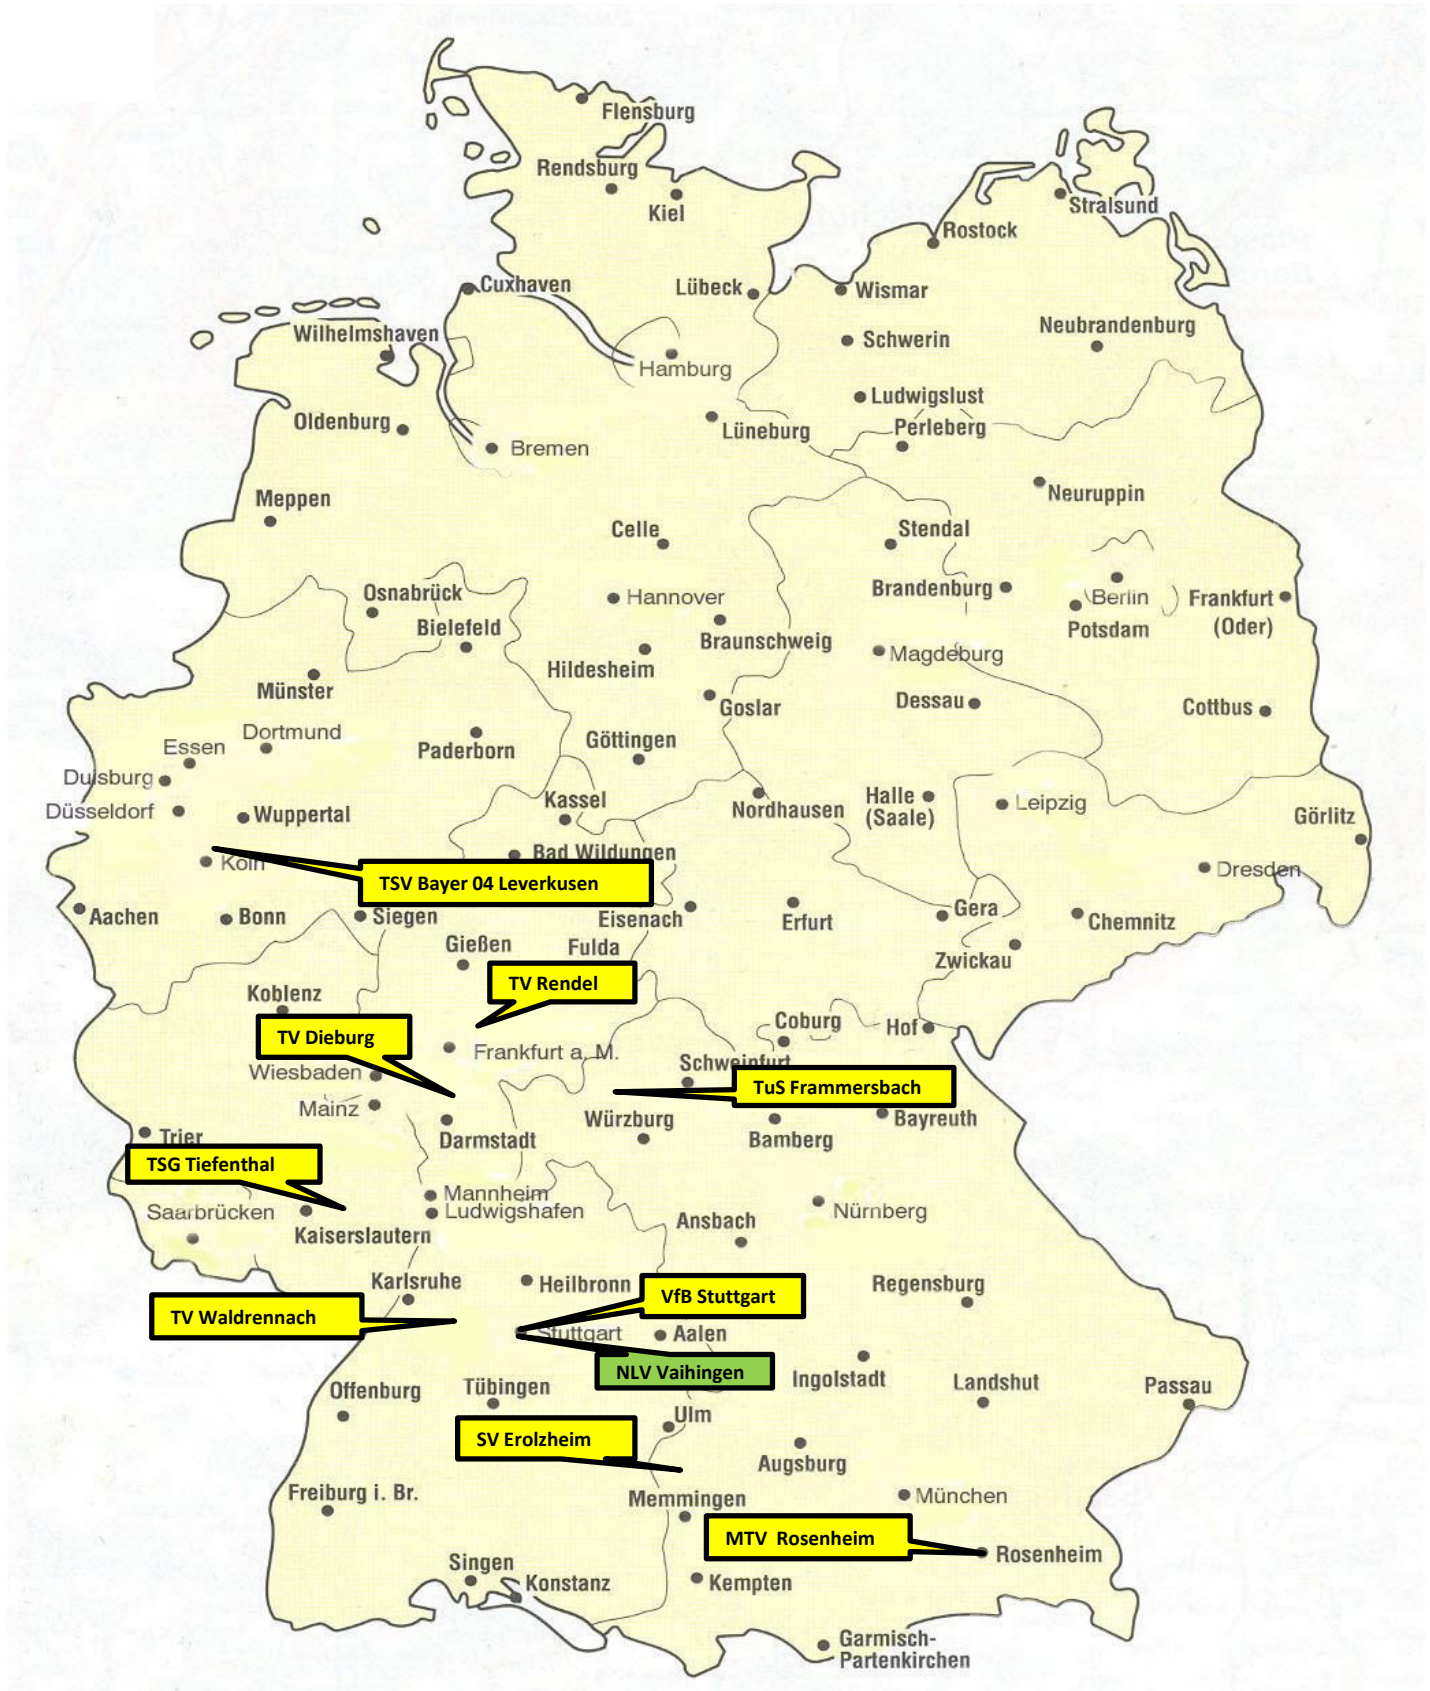 Flensburg
Rendsburg
Kiel
Stralsund
Rostock
Cuxhaven
Lübeck
Wismar
Wilhelmshaven
Neubrandenburg
Schwerin
Hamburg
Ludwigslust
Oldenburg
Lüneburg
Perleberg
Bremen
Meppen
Neuruppin
Celle
Stendal
Osnabrück
Hannover
Brandenburg
Berlin
Frankfurt
(Oder)
Bielefeld
Braunschweig
Potsdam
Hildesheim
Magdeburg
Münster
Goslar
Dessau
Cottbus
Dortmund
Essen
Paderborn
Göttingen
Duisburg
Düsseldorf
Wuppertal
Kassel
Nordhausen
Halle
(Saale)
Leipzig
Görlitz
Köln
Bad Wildungen
Dresden
TSV Bayer 04 Leverkusen
Aachen
Bonn
Siegen
Eisenach
Erfurt
Gera
Chemnitz
Gießen
Fulda
Zwickau
TV Rendel
Koblenz
Coburg
Hof
TV Dieburg
Frankfurt a. M.
Wiesbaden
Schweinfurt
TuS Frammersbach
Mainz
Würzburg
Bayreuth
Trier
Darmstadt
Bamberg
TSG Tiefenthal
Mannheim
Saarbrücken
Ludwigshafen
Nürnberg
Kaiserslautern
Ansbach
Karlsruhe
Heilbronn
Regensburg
VfB Stuttgart
TV Waldrennach
Stuttgart
Aalen
NLV Vaihingen
Ingolstadt
Offenburg
Tübingen
Landshut
Passau
Ulm
SV Erolzheim
Augsburg
Freiburg i. Br.
Memmingen
München
MTV Rosenheim
Rosenheim
Singen
Konstanz
Kempten
Garmisch-
Partenkirchen